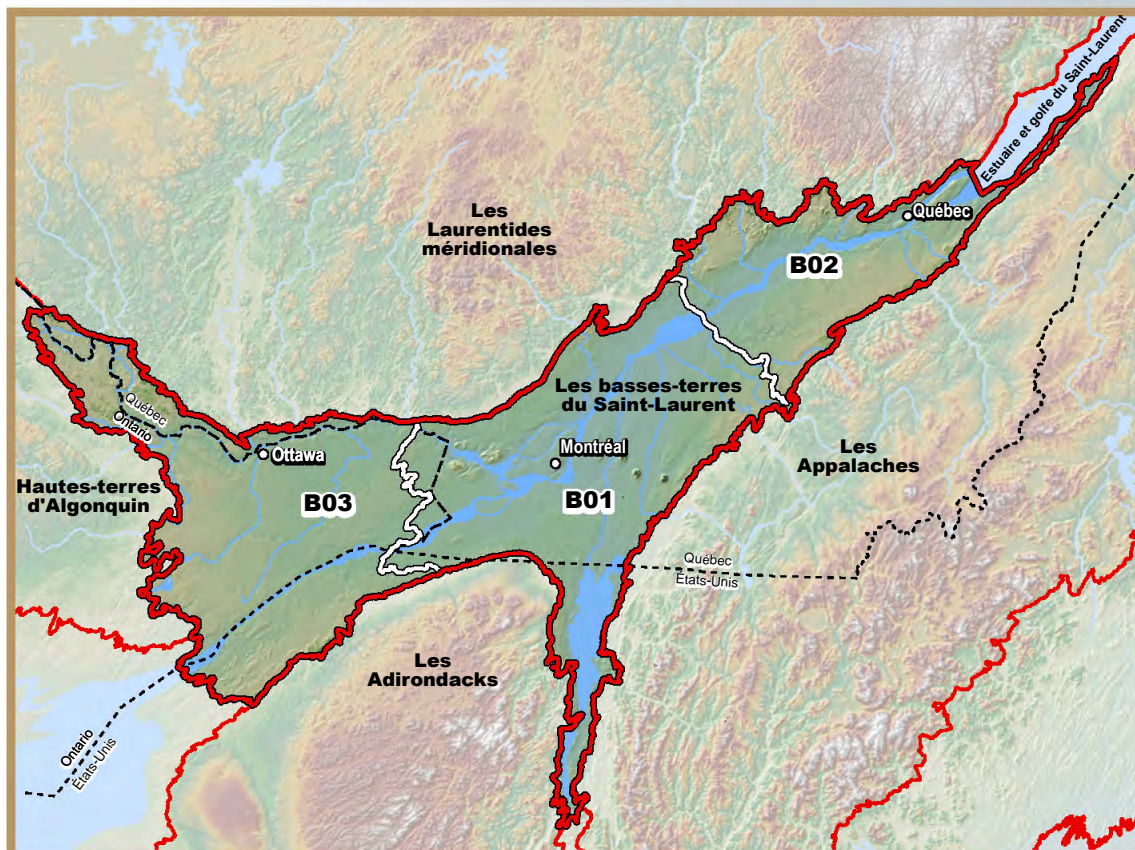 Estuaire et golfe du Saint-Laurent
Québec
Les
Laurentides
méridionales
B02
Les basses-terres
du Saint-Laurent
Québec
Ontario
Ottawa
Montréal
Les
Appalaches
Hautes-terres
d'Algonquin
B03
B01
Québec
États-Unis
Les
Adirondacks
Ontario
États-Unis